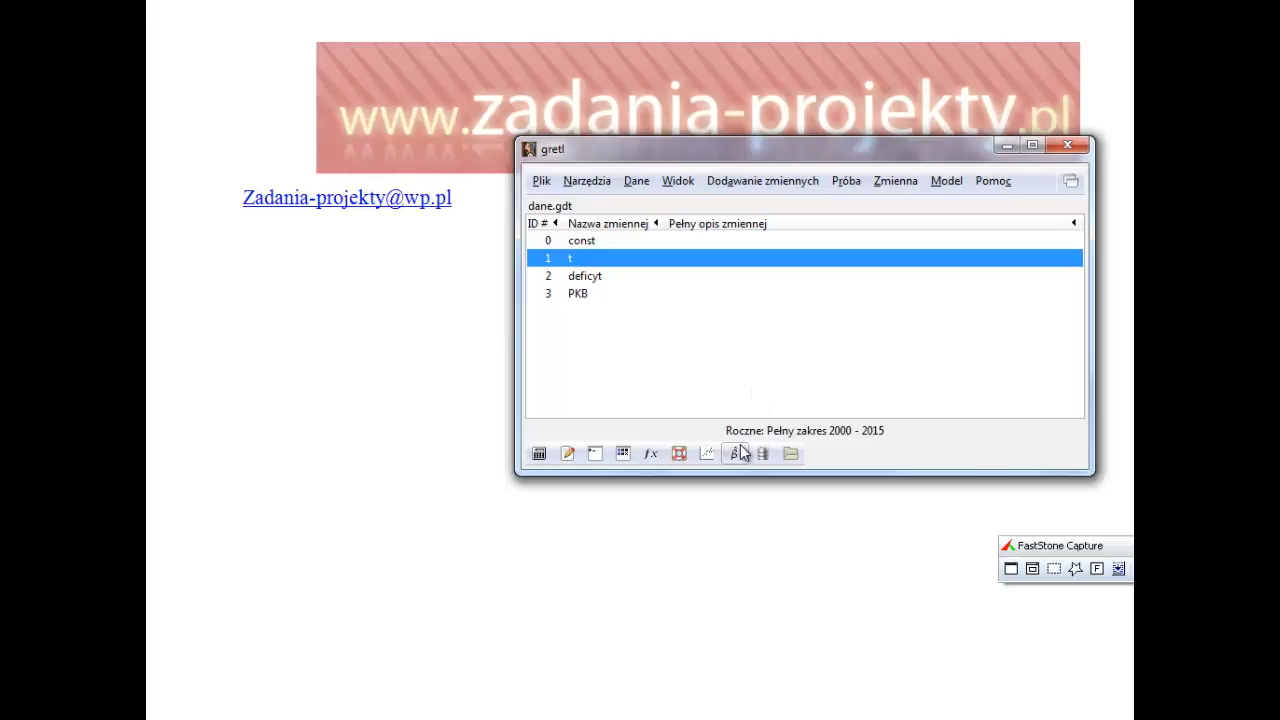 www.zadania-projekty.pl
gretl
Zadania-projekty@wp.pl
Plik Narzędzia Dane Widok Dodawanie zmiennych Próba Zmienna Model Pomoc
dane.gdt
ID # Nazwa zmiennej Pełny opis zmiennej
0 const
1 t
2 deficyt
3 PKB
Roczne: Pełny zakres 2000 - 2015
fx β̂
FastStone Capture
F